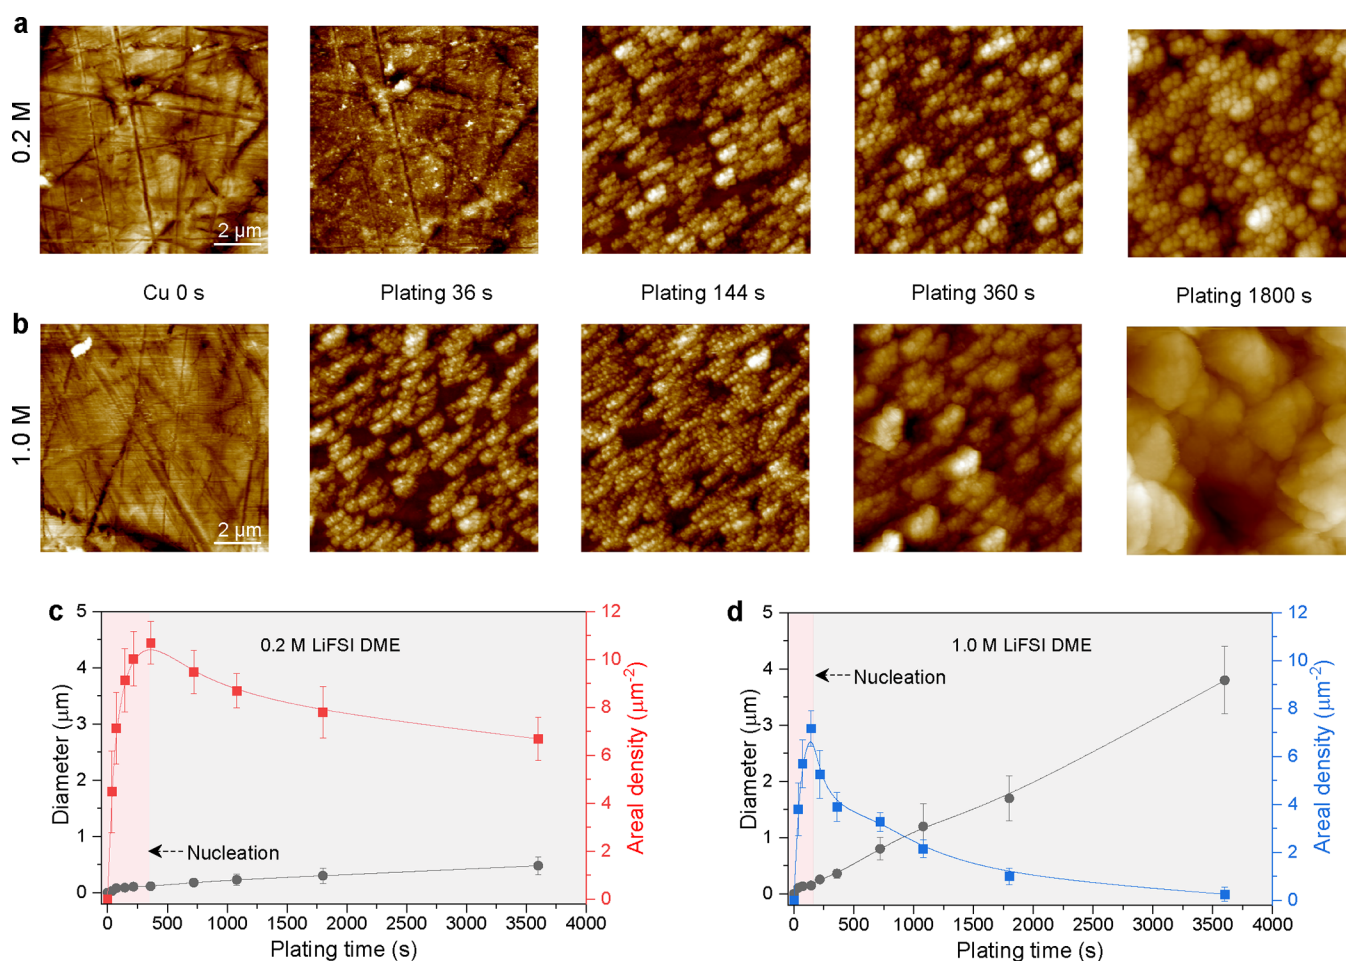 a
0.2 M
2 μm
Cu 0 s
Plating 36 s
Plating 144 s
Plating 360 s
Plating 1800 s
b
1.0 M
2 μm
c
5
4
3
2
1
0
Diameter (μm)
0.2 M LiFSI DME
Nucleation
12
10
8
6
4
2
0
Areal density (μm-2)
0 500 1000 1500 2000 2500 3000 3500 4000
Plating time (s)
d
5
4
3
2
1
0
Diameter (μm)
1.0 M LiFSI DME
Nucleation
12
10
8
6
4
2
0
Areal density (μm-2)
0 500 1000 1500 2000 2500 3000 3500 4000
Plating time (s)